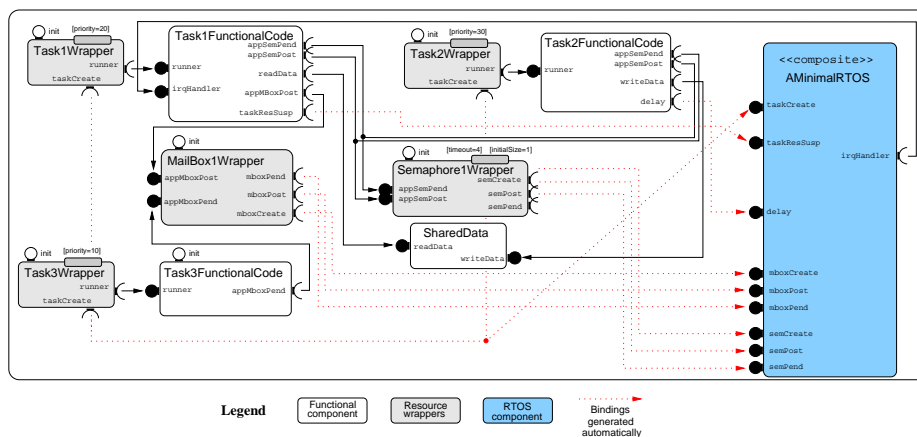 init
[priority=20]
Task1Wrapper
runner
taskCreate
Task1FunctionalCode
appSemPend
appSemPost
runner
readData
irqHandler
appMBoxPost
taskResSusp
init
[priority=30]
Task2Wrapper
runner
taskCreate
Task2FunctionalCode
appSemPend
appSemPost
runner
writeData
delay
<<composite>>
AMinimalRTOS
taskCreate
taskResSusp
irqHandler
delay
mboxCreate
mboxPost
mboxPend
semCreate
semPost
semPend
init
MailBox1Wrapper
mboxPend
appMboxPost
mboxPost
appMboxPend
mboxCreate
init
[timeout=4]
[initialSize=1]
Semaphore1Wrapper
semCreate
appSemPend
semPost
appSemPost
semPend
SharedData
readData
writeData
init
[priority=10]
Task3Wrapper
runner
taskCreate
init
Task3FunctionalCode
runner
appMboxPend
Legend
Functional
component
Resource
wrappers
RTOS
component
Bindings
generated
automatically